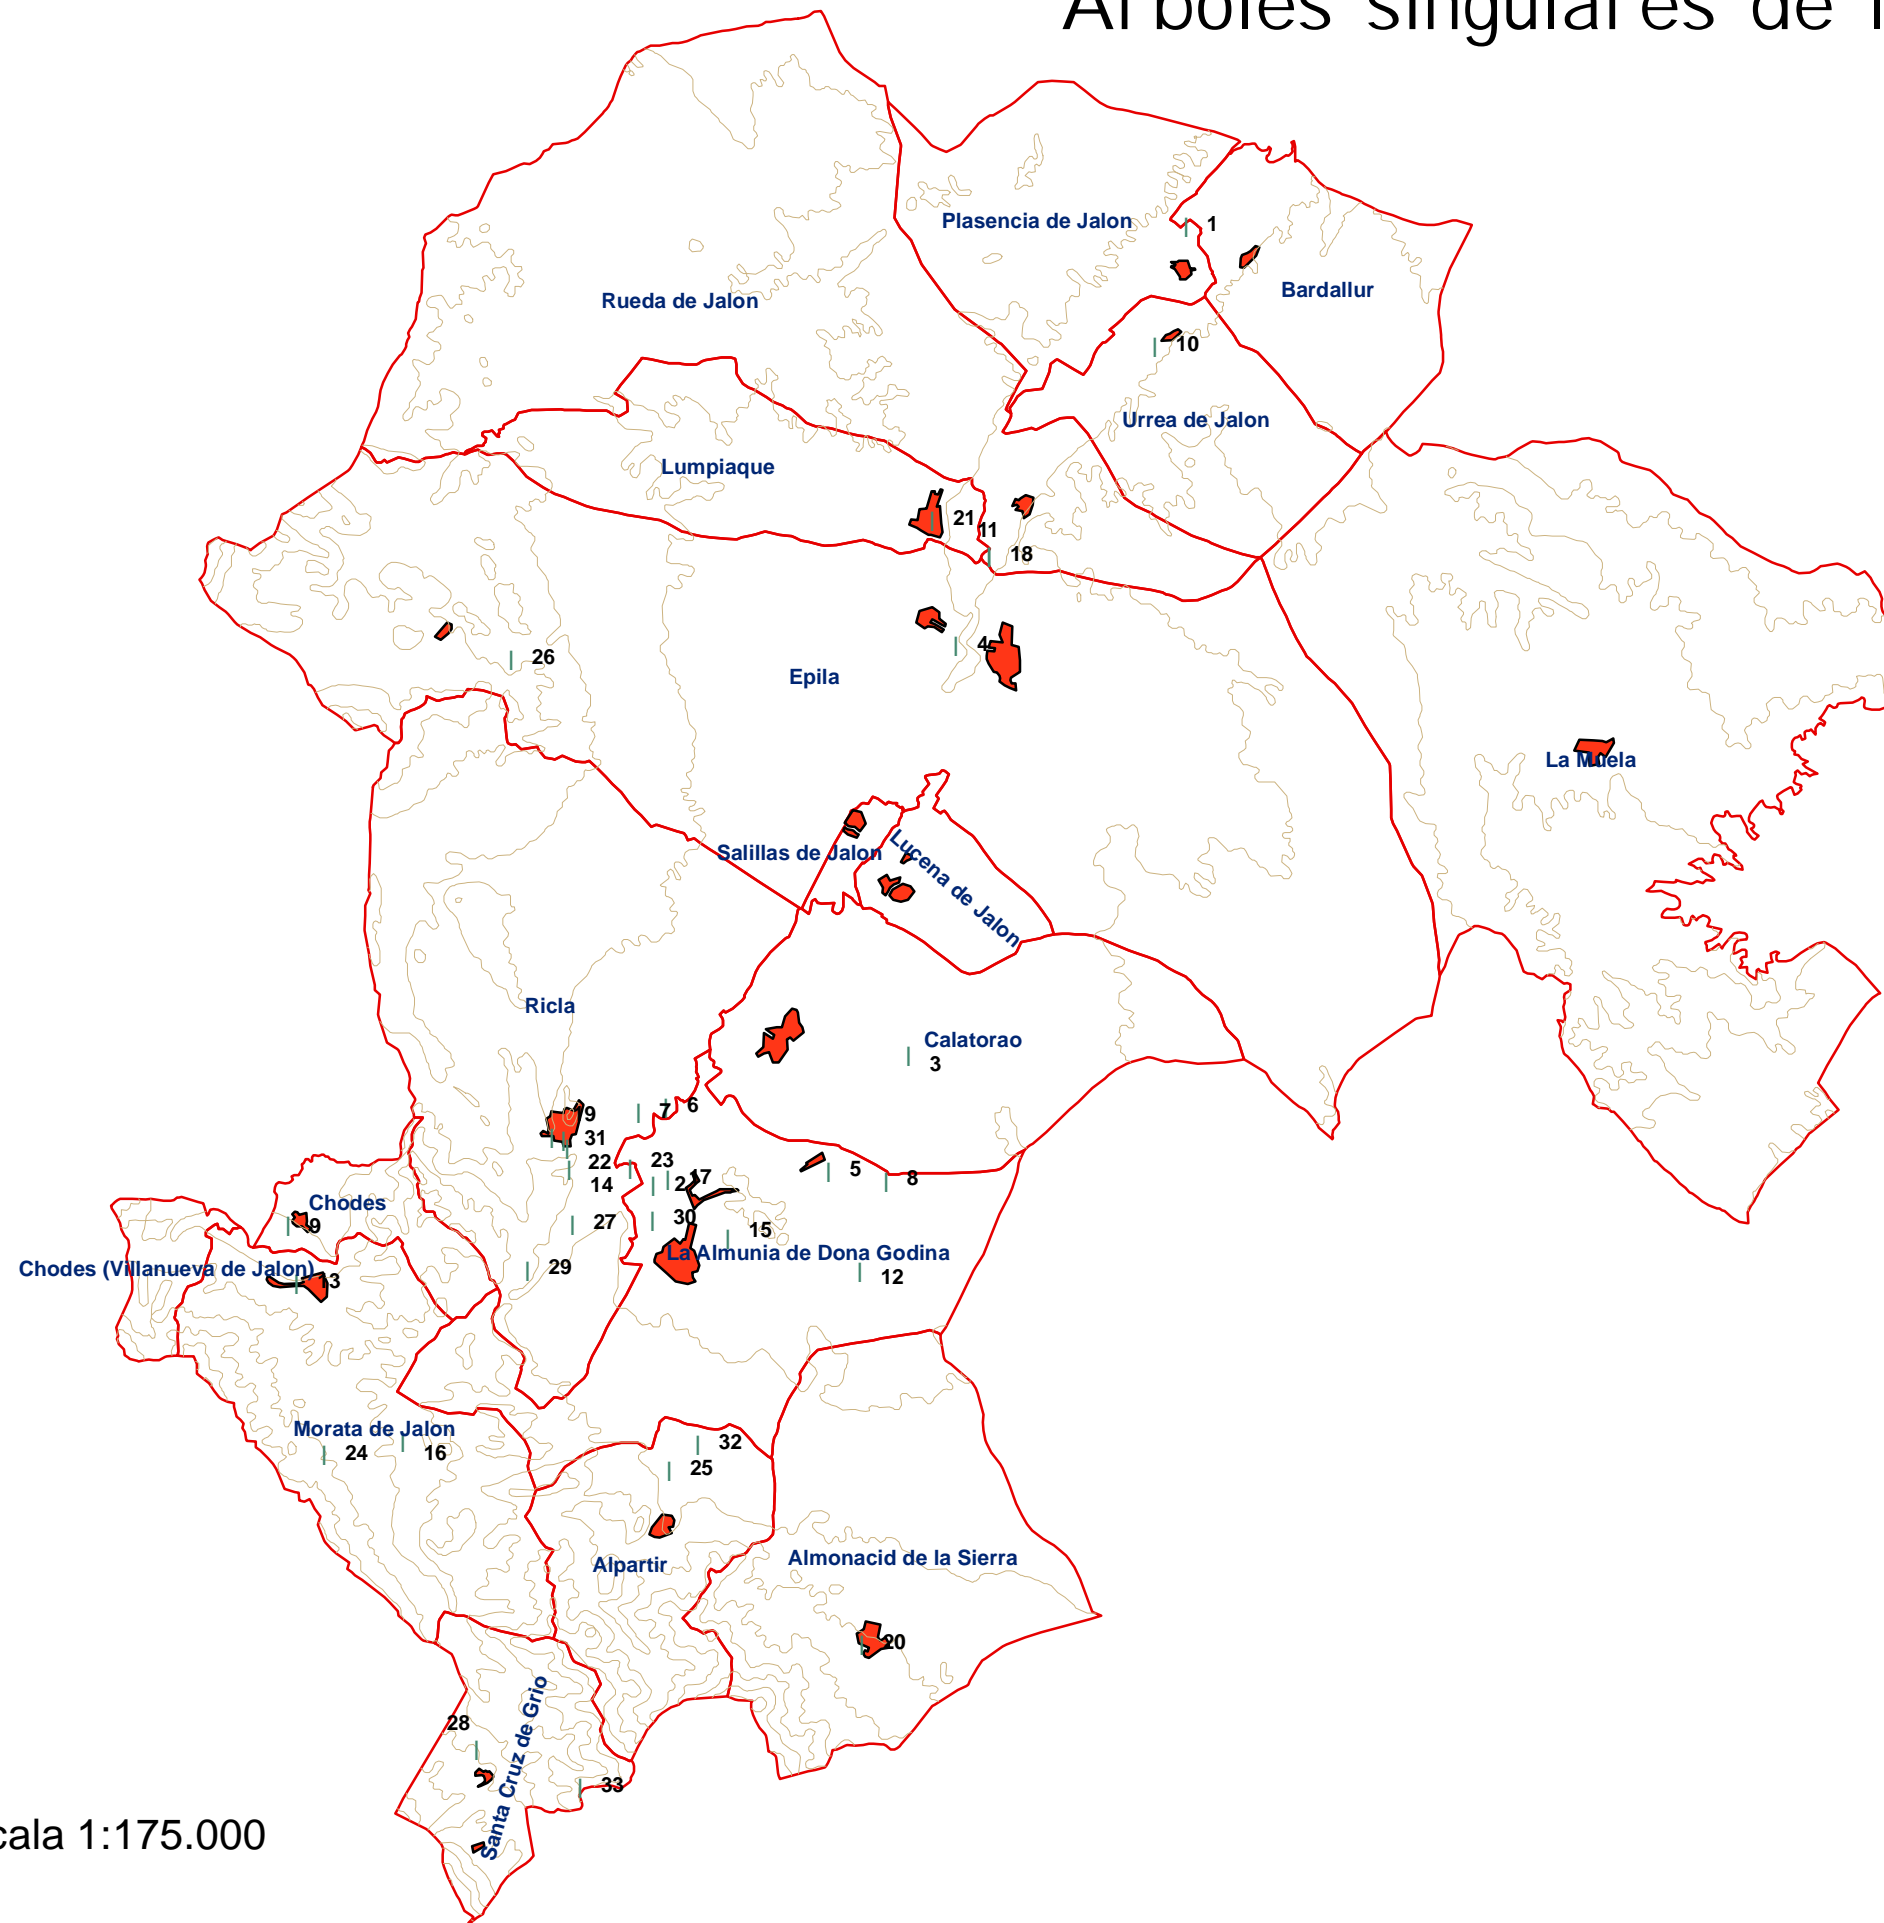 Arboles singulares de l
Plasencia de Jalon
1
Bardallur
Rueda de Jalon
10
Urrea de Jalon
Lumpiaque
21
11
18
26
4
Epila
La Muela
Salillas de Jalon
Lucena de Jalon
Ricla
Calatorao
3
9
7
6
31
22
23
14
2
17
5
8
27
30
15
La Almunia de Dona Godina
12
29
Chodes
19
Chodes (Villanueva de Jalon)
13
Morata de Jalon
24
16
32
25
Alpartir
Almonacid de la Sierra
20
28
Santa Cruz de Grio
33
cala 1:175.000